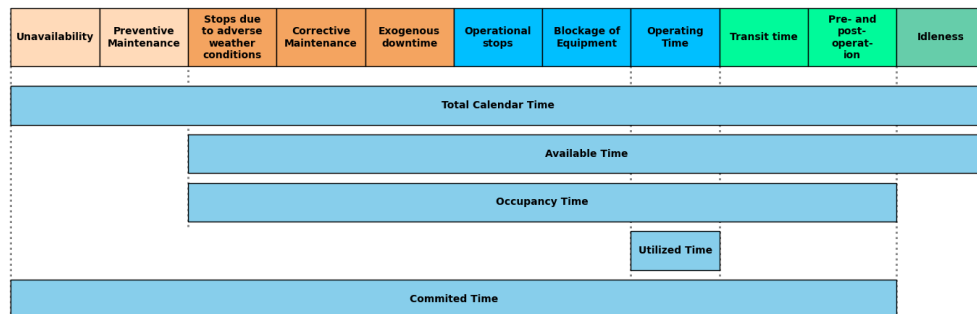 Unavailability
Preventive
Maintenance
Stops due
to adverse
weather
conditions
Corrective
Maintenance
Exogenous
downtime
Operational
stops
Blockage of
Equipment
Operating
Time
Transit time
Pre- and
post-
operat-
ion
Idleness
Total Calendar Time
Available Time
Occupancy Time
Utilized Time
Commited Time